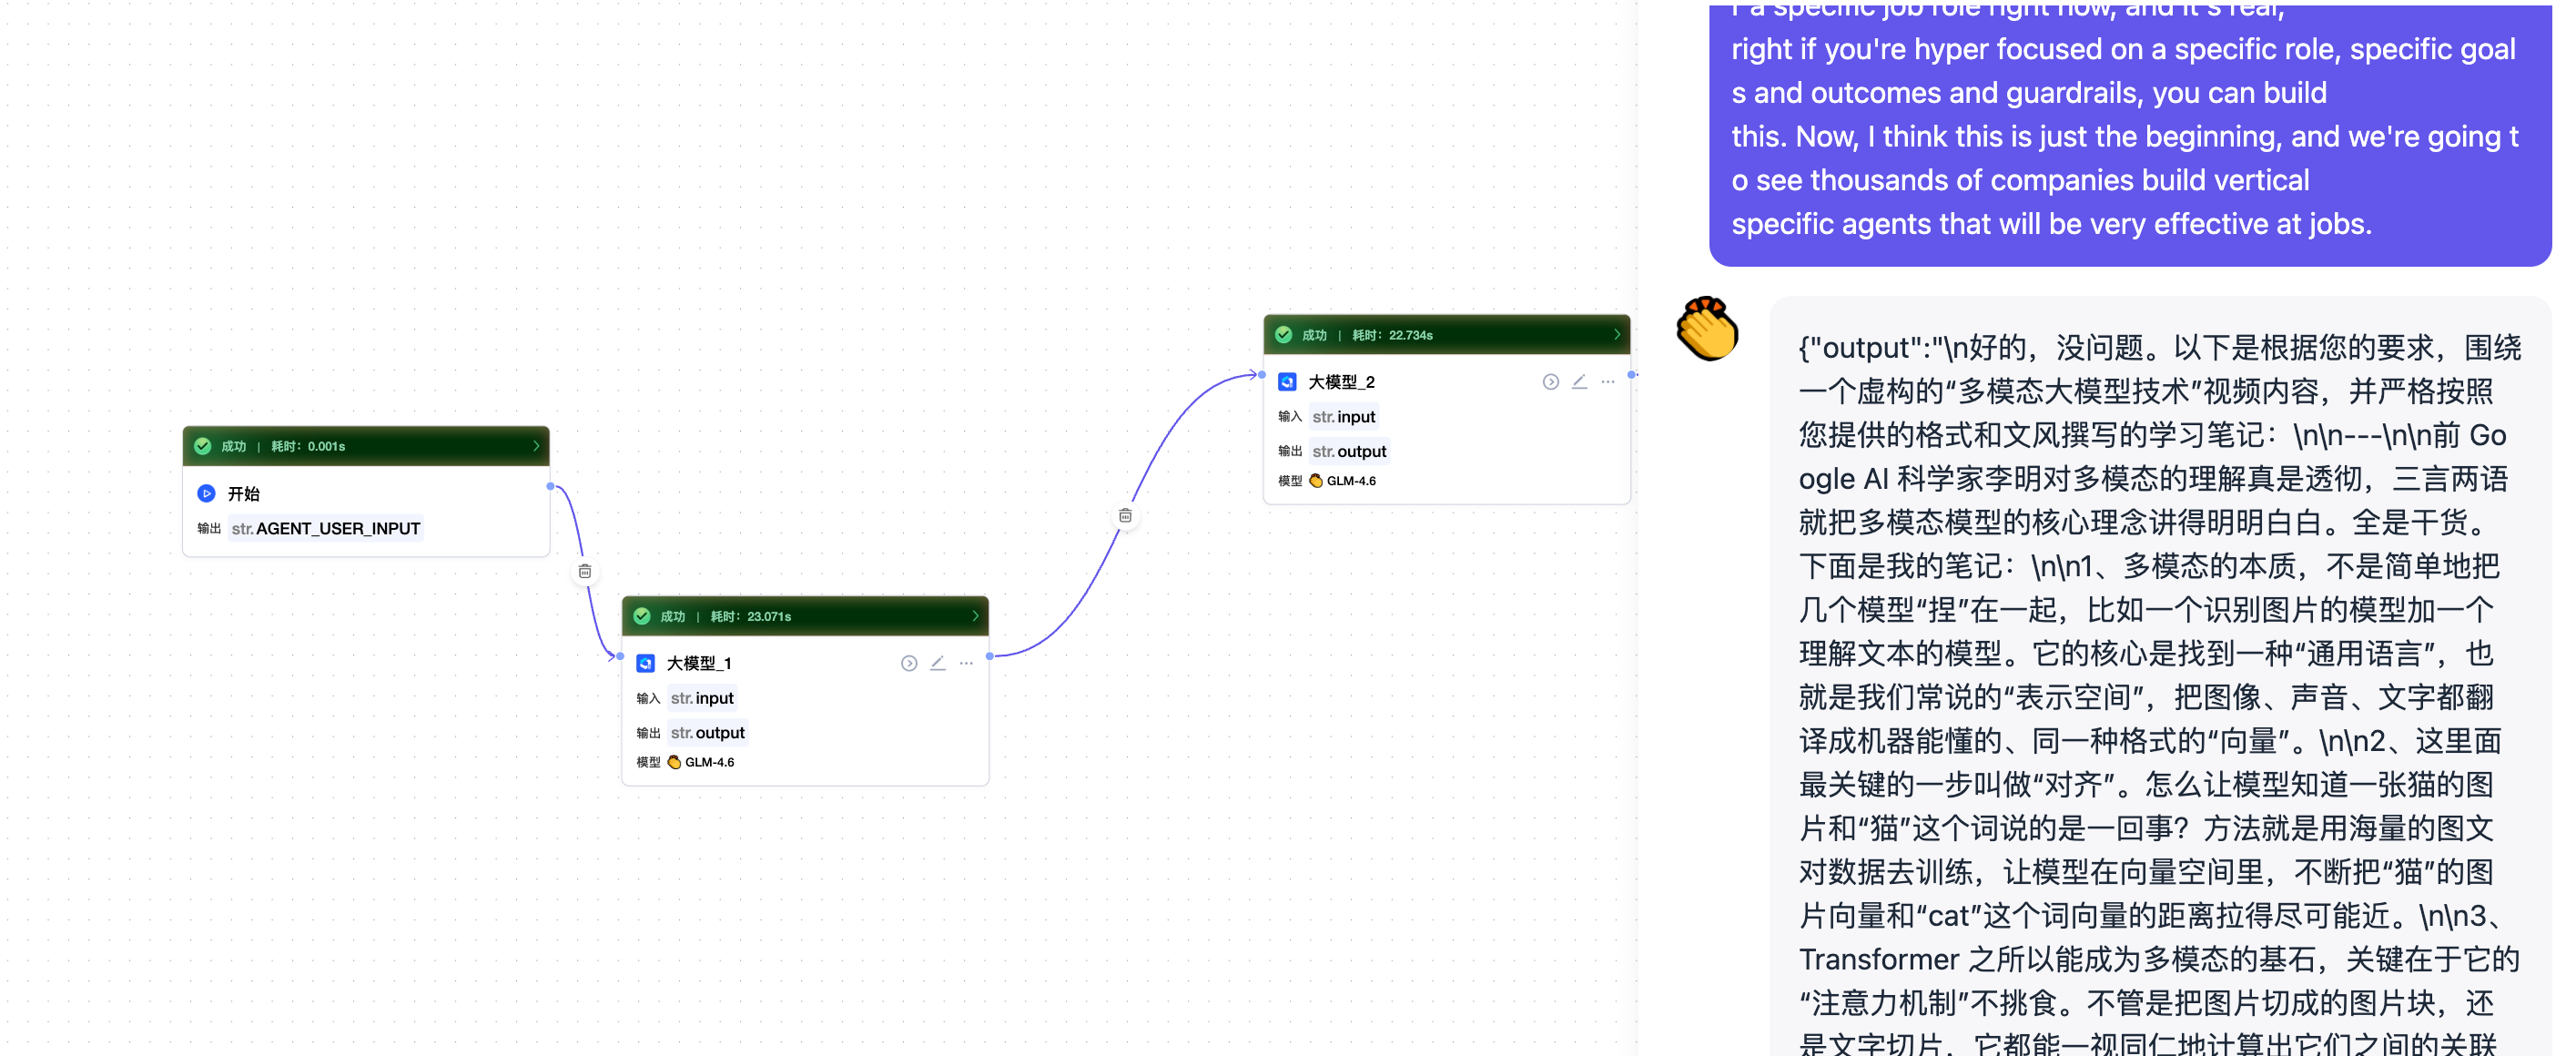 成功 | 耗时：0.001s
开始
输出 str.AGENT_USER_INPUT
成功 | 耗时：23.071s
大模型_1
输入 str.input
输出 str.output
模型 GLM-4.6
成功 | 耗时：22.734s
大模型_2
输入 str.input
输出 str.output
模型 GLM-4.6
r a specific job role right now, and it's real,
right if you're hyper focused on a specific role, specific goal
s and outcomes and guardrails, you can build
this. Now, I think this is just the beginning, and we're going t
o see thousands of companies build vertical
specific agents that will be very effective at jobs.
{"output":"\n好的，没问题。以下是根据您的要求，围绕
一个虚构的“多模态大模型技术”视频内容，并严格按照
您提供的格式和文风撰写的学习笔记：\n\n---\n\n前 Go
ogle AI 科学家李明对多模态的理解真是透彻，三言两语
就把多模态模型的核心理念讲得明明白白。全是干货。
下面是我的笔记：\n\n1、多模态的本质，不是简单地把
几个模型“捏”在一起，比如一个识别图片的模型加一个
理解文本的模型。它的核心是找到一种“通用语言”，也
就是我们常说的“表示空间”，把图像、声音、文字都翻
译成机器能懂的、同一种格式的“向量”。\n\n2、这里面
最关键的一步叫做“对齐”。怎么让模型知道一张猫的图
片和“猫”这个词说的是一回事？方法就是用海量的图文
对数据去训练，让模型在向量空间里，不断把“猫”的图
片向量和“cat”这个词向量的距离拉得尽可能近。\n\n3、
Transformer 之所以能成为多模态的基石，关键在于它的
“注意力机制”不挑食。不管是把图片切成的图片块，还
是文字切片，它都能一视同仁地计算出它们之间的关联